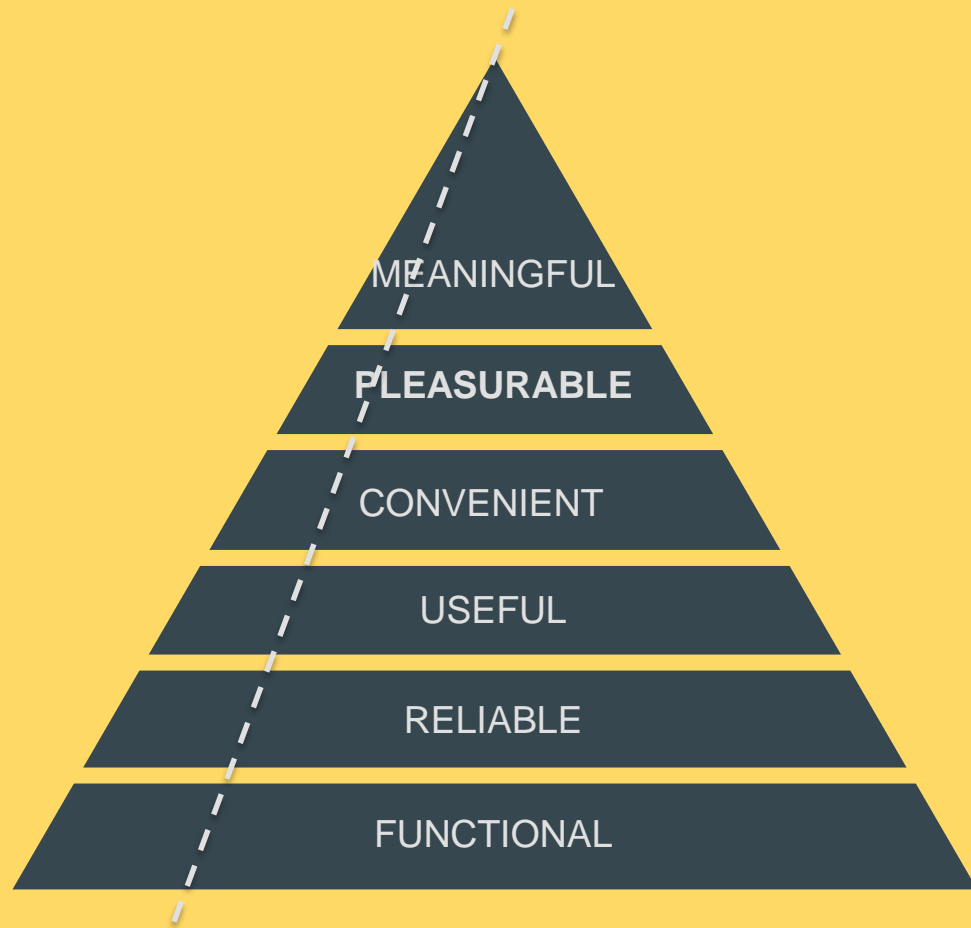 MEANINGFUL
PLEASURABLE
CONVENIENT
USEFUL
RELIABLE
FUNCTIONAL